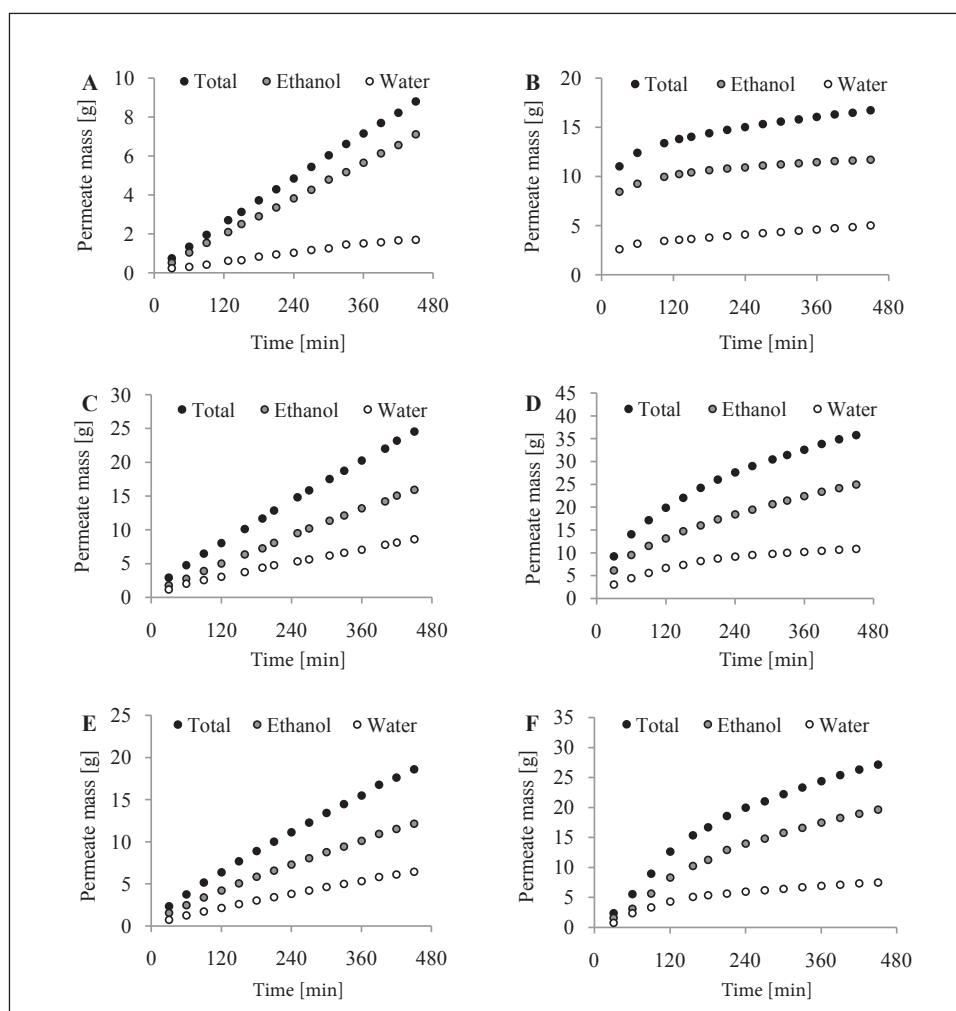 A
● Total ● Ethanol ○ Water
Permeate mass [g]
10
8
6
4
2
0
0 120 240 360 480
Time [min]
B
● Total ● Ethanol ○ Water
Permeate mass [g]
20
15
10
5
0
0 120 240 360 480
Time [min]
C
● Total ● Ethanol ○ Water
Permeate mass [g]
30
25
20
15
10
5
0
0 120 240 360 480
Time [min]
D
● Total ● Ethanol ○ Water
Permeate mass [g]
45
40
35
30
25
20
15
10
5
0
0 120 240 360 480
Time [min]
E
● Total ● Ethanol ○ Water
Permeate mass [g]
25
20
15
10
5
0
0 120 240 360 480
Time [min]
F
● Total ● Ethanol ○ Water
Permeate mass [g]
35
30
25
20
15
10
5
0
0 120 240 360 480
Time [min]